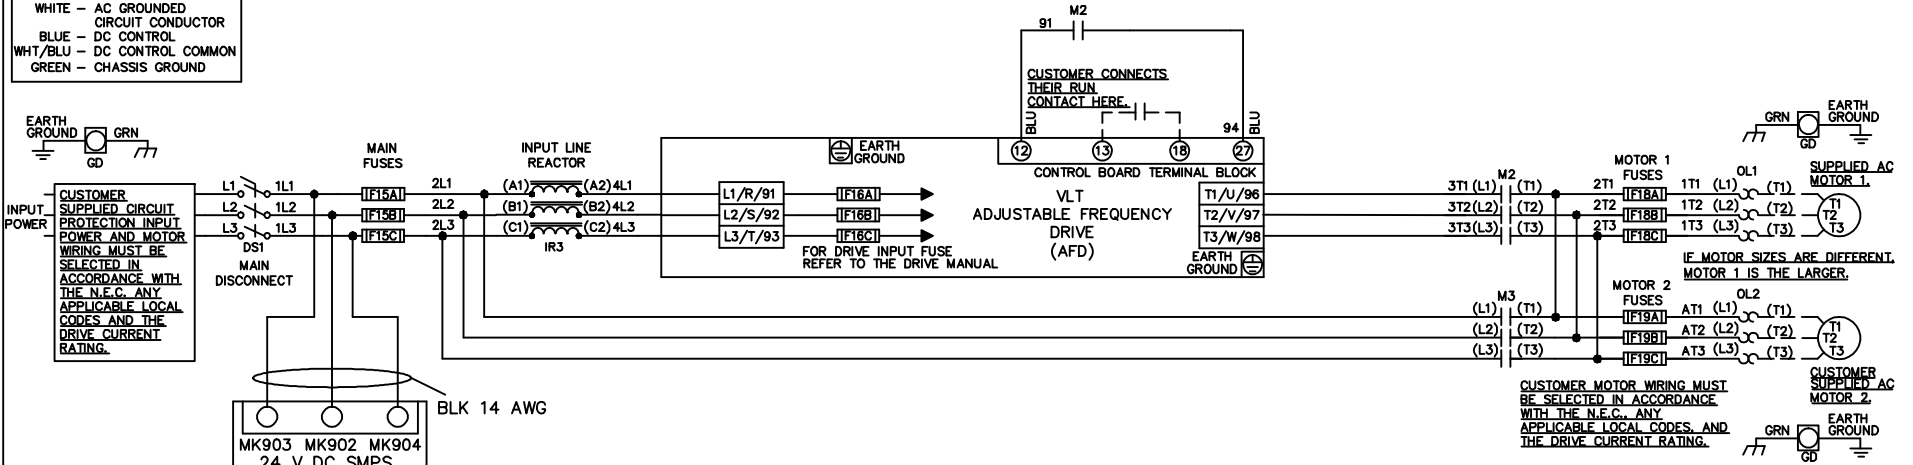 WHITE – AC GROUNDED
CIRCUIT CONDUCTOR
BLUE – DC CONTROL
WHT/BLU – DC CONTROL COMMON
GREEN – CHASSIS GROUND
EARTH
GROUND
GRN
GD
INPUT
POWER
CUSTOMER
SUPPLIED CIRCUIT
PROTECTION INPUT
POWER AND MOTOR
WIRING MUST BE
SELECTED IN
ACCORDANCE WITH
THE N.E.C. ANY
APPLICABLE LOCAL
CODES AND THE
DRIVE CURRENT
RATING.
L1 1L1
L2 1L2
L3 1L3
DS1
MAIN
DISCONNECT
MAIN
FUSES
F15A
F15B
F15C
2L1
2L2
2L3
INPUT LINE
REACTOR
(A1) (A2) 4L1
(B1) (B2) 4L2
(C1) (C2) 4L3
IR3
BLK 14 AWG
MK903 MK902 MK904
24 V DC SMPS
L1/R/91
L2/S/92
L3/T/93
F16A
F16B
F16C
EARTH
GROUND
FOR DRIVE INPUT FUSE
REFER TO THE DRIVE MANUAL
M2
91
CUSTOMER CONNECTS
THEIR RUN
CONTACT HERE.
BLU
94 BLU
12 13 18 27
CONTROL BOARD TERMINAL BLOCK
VLT
ADJUSTABLE FREQUENCY
DRIVE
(AFD)
T1/U/96
T2/V/97
T3/W/98
EARTH
GROUND
M2
3T1 (L1) (T1)
3T2 (L2) (T2)
3T3 (L3) (T3)
M3
(L1) (T1)
(L2) (T2)
(L3) (T3)
MOTOR 1
FUSES
2T1 F18A 1T1 (L1)
2T2 F18B 1T2 (L2)
2T3 F18C 1T3 (L3)
OL1
(T1)
(T2)
(T3)
T1
T2
T3
GRN
GD
EARTH
GROUND
SUPPLIED AC
MOTOR 1.
IF MOTOR SIZES ARE DIFFERENT,
MOTOR 1 IS THE LARGER.
MOTOR 2
FUSES
F19A AT1 (L1)
F19B AT2 (L2)
F19C AT3 (L3)
OL2
(T1)
(T2)
(T3)
T1
T2
T3
CUSTOMER
SUPPLIED AC
MOTOR 2.
CUSTOMER MOTOR WIRING MUST
BE SELECTED IN ACCORDANCE
WITH THE N.E.C., ANY
APPLICABLE LOCAL CODES, AND
THE DRIVE CURRENT RATING.
GRN
GD
EARTH
GROUND